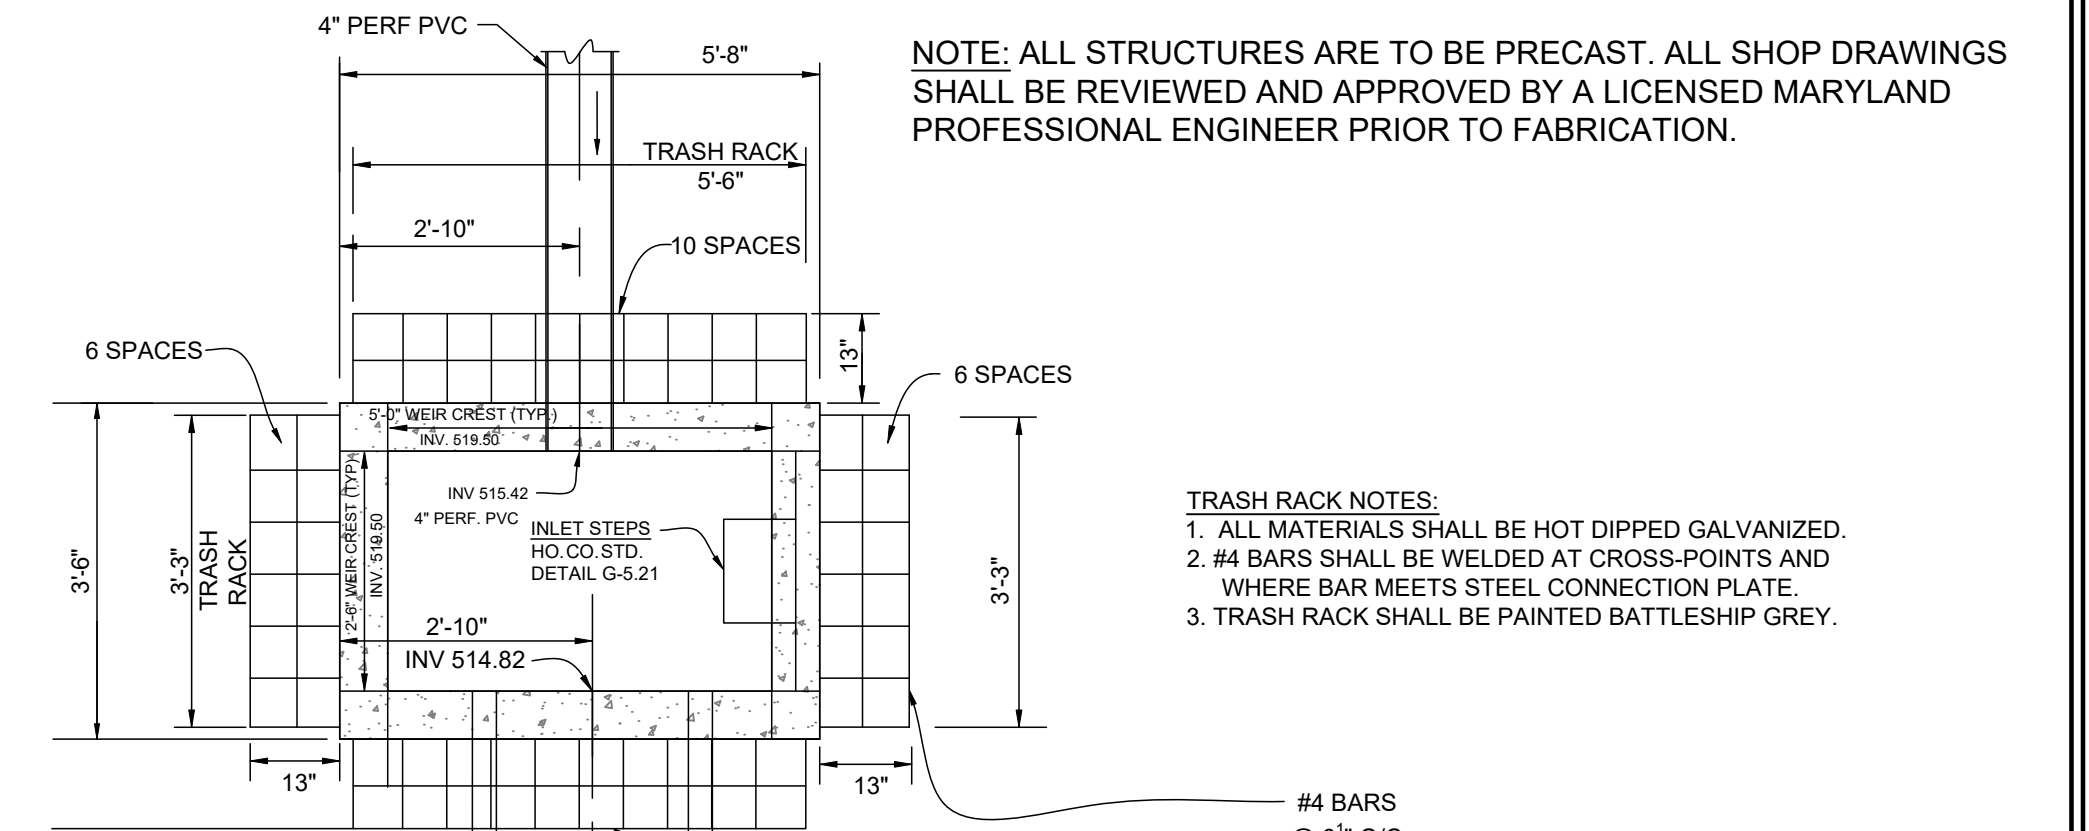 4" PERF PVC
5'-8"
NOTE: ALL STRUCTURES ARE TO BE PRECAST. ALL SHOP DRAWINGS
SHALL BE REVIEWED AND APPROVED BY A LICENSED MARYLAND
PROFESSIONAL ENGINEER PRIOR TO FABRICATION.
TRASH RACK
5'-6"
2'-10"
10 SPACES
6 SPACES
13"
6 SPACES
5'-0" WEIR CREST (TYP.)
INV. 519.50
2'-6" WEIR CREST (TYP)
INV. 519.50
INV 515.42
4" PERF. PVC
INLET STEPS
HO.CO.STD.
DETAIL G-5.21
3'-6"
3'-3"
TRASH
RACK
3'-3"
TRASH RACK NOTES:
1. ALL MATERIALS SHALL BE HOT DIPPED GALVANIZED.
2. #4 BARS SHALL BE WELDED AT CROSS-POINTS AND
WHERE BAR MEETS STEEL CONNECTION PLATE.
3. TRASH RACK SHALL BE PAINTED BATTLESHIP GREY.
2'-10"
INV 514.82
13"
13"
#4 BARS